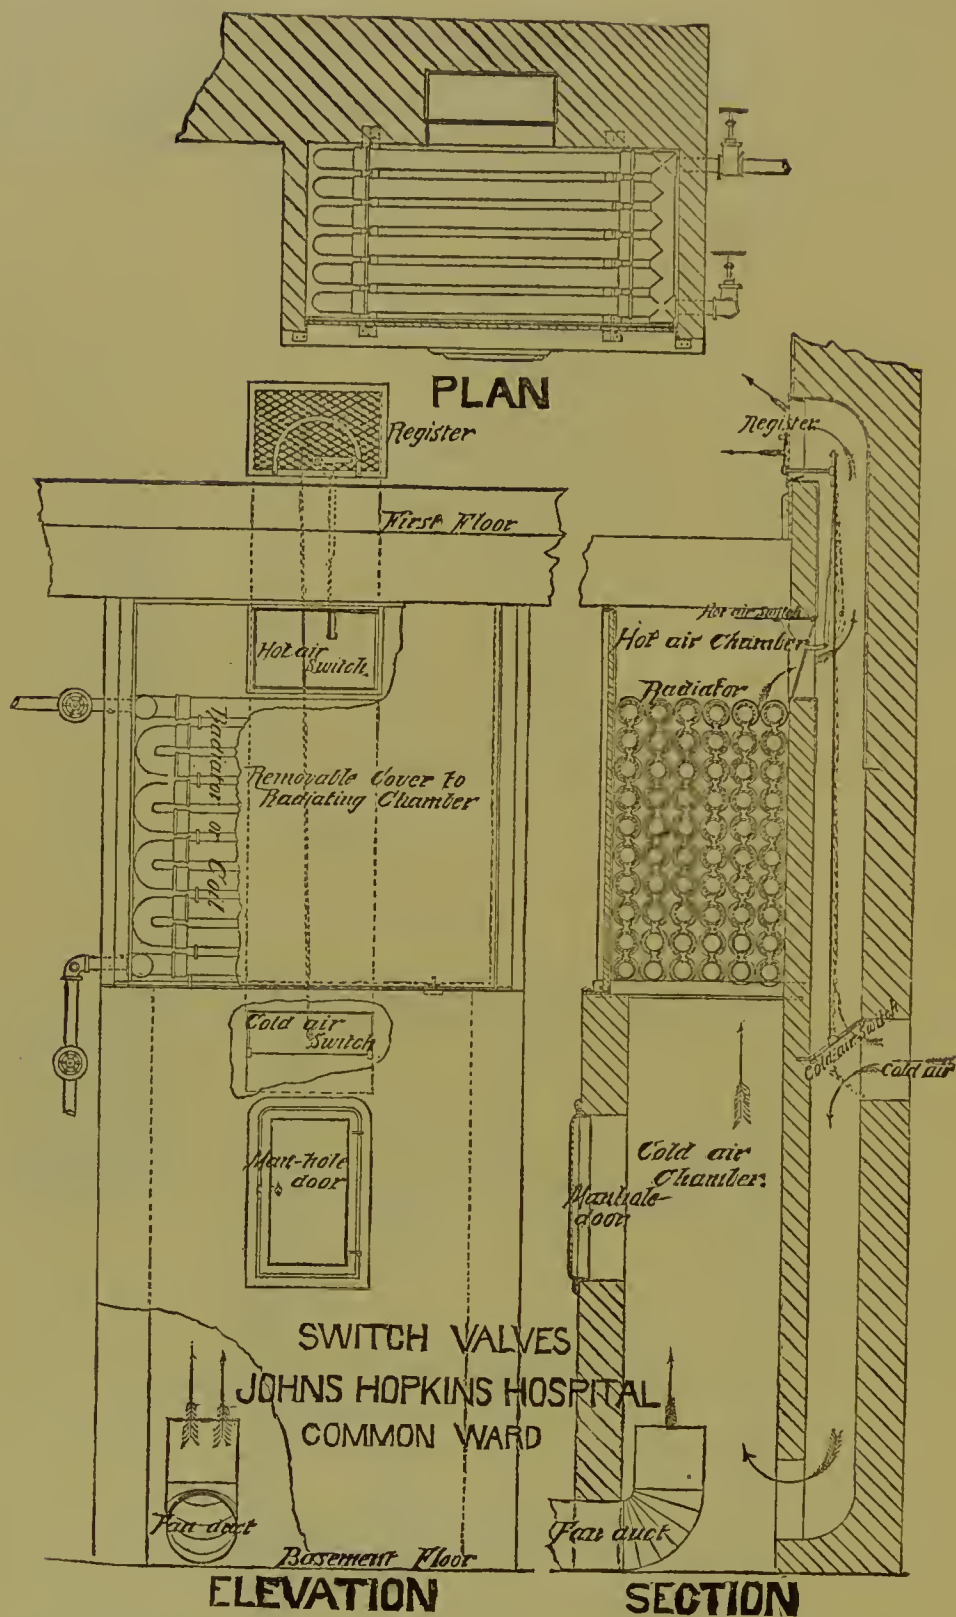 PLAN
Register
First Floor
Hot air
Switch.
Radiator or Coil
Removable Cover to
Radiating Chamber
Cold air
Switch
Man-hole
door
SWITCH VALVES
JOHNS HOPKINS HOSPITAL
COMMON WARD
Fan duct
Basement Floor
ELEVATION
Register
Hot air Switch
Hot air Chamber
Radiator
Cold air Switch
Cold air
Cold air
Chamber.
Manhole-
door
Fan duct
SECTION